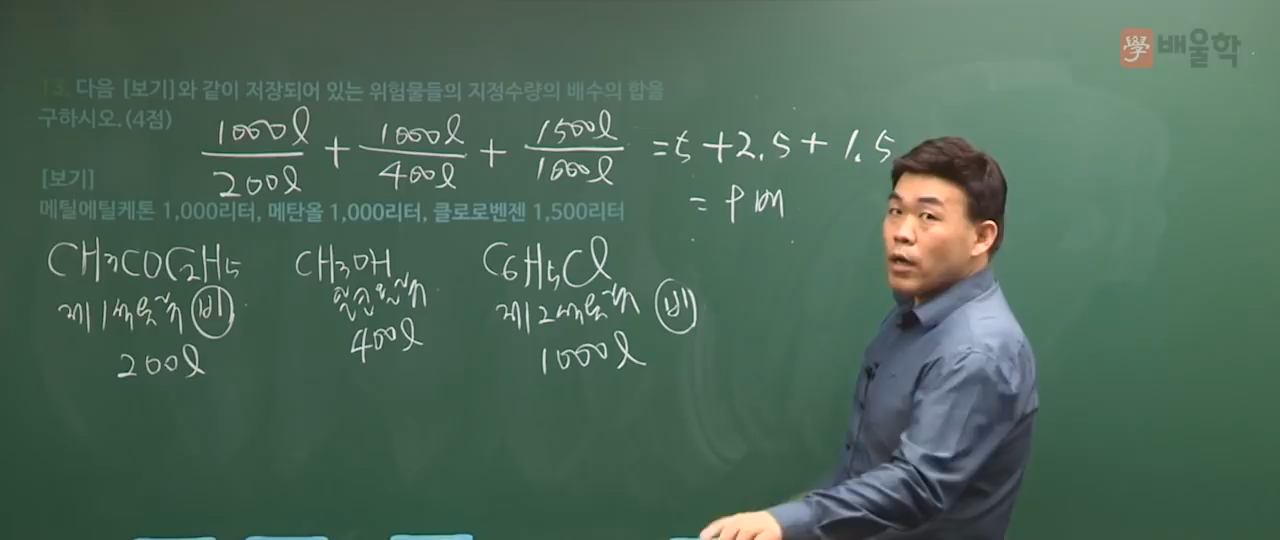 學 배울학
13. 다음 [보기]와 같이 저장되어 있는 위험물들의 지정수량의 배수의 합을
구하시오.(4점)
1000ℓ/200ℓ + 1000ℓ/400ℓ + 1500ℓ/1000ℓ = 5 + 2.5 + 1.5
= 9배
[보기]
메틸에틸케톤 1,000리터, 메탄올 1,000리터, 클로로벤젠 1,500리터
CH3COC2H5 CH3OH C6H5Cl
제1석유류 비 알코올류 제2석유류 비
200ℓ 400ℓ 1000ℓ